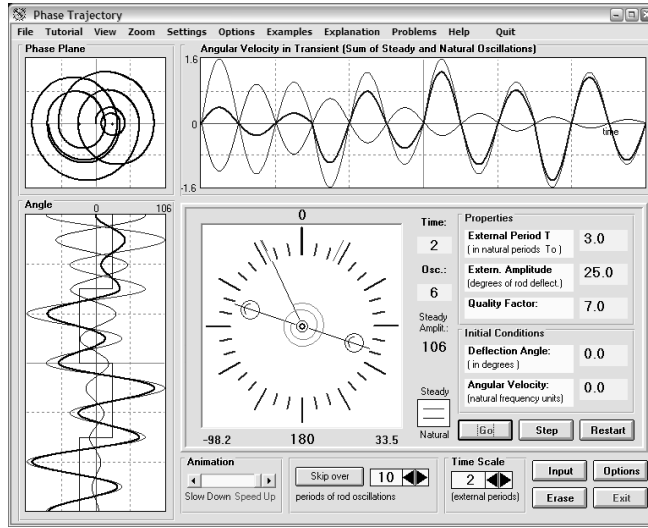 Phase Trajectory
File Tutorial View Zoom Settings Options Examples Explanation Problems Help Quit
Phase Plane
Angular Velocity in Transient (Sum of Steady and Natural Oscillations)
1.6
0
-1.6
time
Angle
0 106
0
180
-98.2 33.5
Time:
2
Osc.:
6
Steady
Amplit.:
106
Steady
Natural
Properties
External Period T 3.0
( in natural periods To )
Extern. Amplitude 25.0
(degrees of rod deflect.)
Quality Factor: 7.0
Initial Conditions
Deflection Angle: 0.0
( in degrees )
Angular Velocity: 0.0
(natural frequency units)
Go Step Restart
Animation
Slow Down Speed Up
Skip over 10
periods of rod oscillations
Time Scale
2
(external periods)
Input Options
Erase Exit